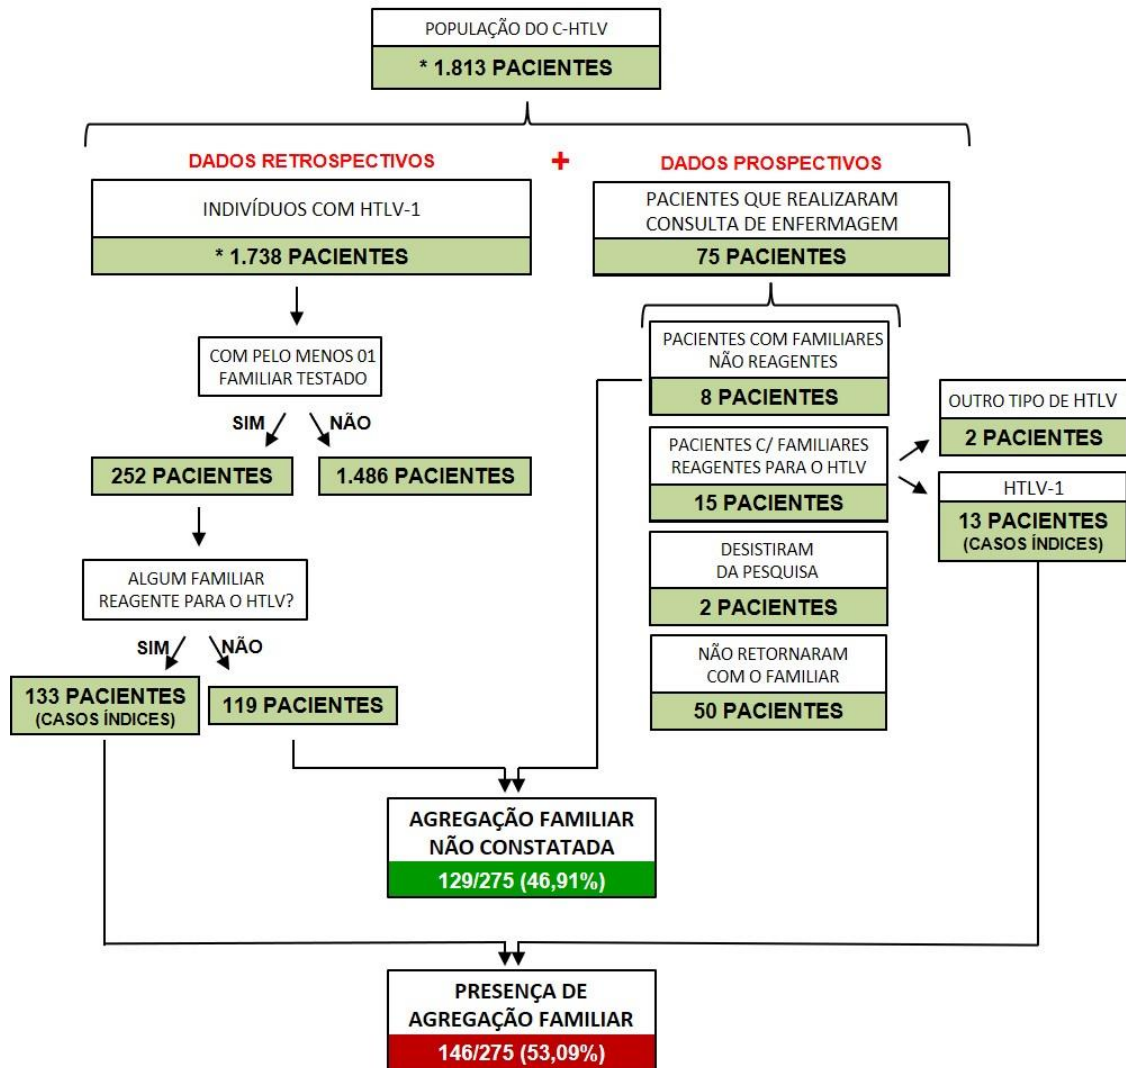 POPULAÇÃO DO C-HTLV
* 1.813 PACIENTES
DADOS RETROSPECTIVOS
+
DADOS PROSPECTIVOS
INDIVÍDUOS COM HTLV-1
* 1.738 PACIENTES
PACIENTES QUE REALIZARAM
CONSULTA DE ENFERMAGEM
75 PACIENTES
COM PELO MENOS 01
FAMILIAR TESTADO
SIM
NÃO
252 PACIENTES
1.486 PACIENTES
ALGUM FAMILIAR
REAGENTE PARA O HTLV?
SIM
NÃO
133 PACIENTES
(CASOS ÍNDICES)
119 PACIENTES
PACIENTES COM FAMILIARES
NÃO REAGENTES
8 PACIENTES
PACIENTES C/ FAMILIARES
REAGENTES PARA O HTLV
15 PACIENTES
OUTRO TIPO DE HTLV
2 PACIENTES
HTLV-1
13 PACIENTES
(CASOS ÍNDICES)
DESISTIRAM
DA PESQUISA
2 PACIENTES
NÃO RETORNARAM
COM O FAMILIAR
50 PACIENTES
AGREGAÇÃO FAMILIAR
NÃO CONSTATADA
129/275 (46,91%)
PRESENÇA DE
AGREGAÇÃO FAMILIAR
146/275 (53,09%)